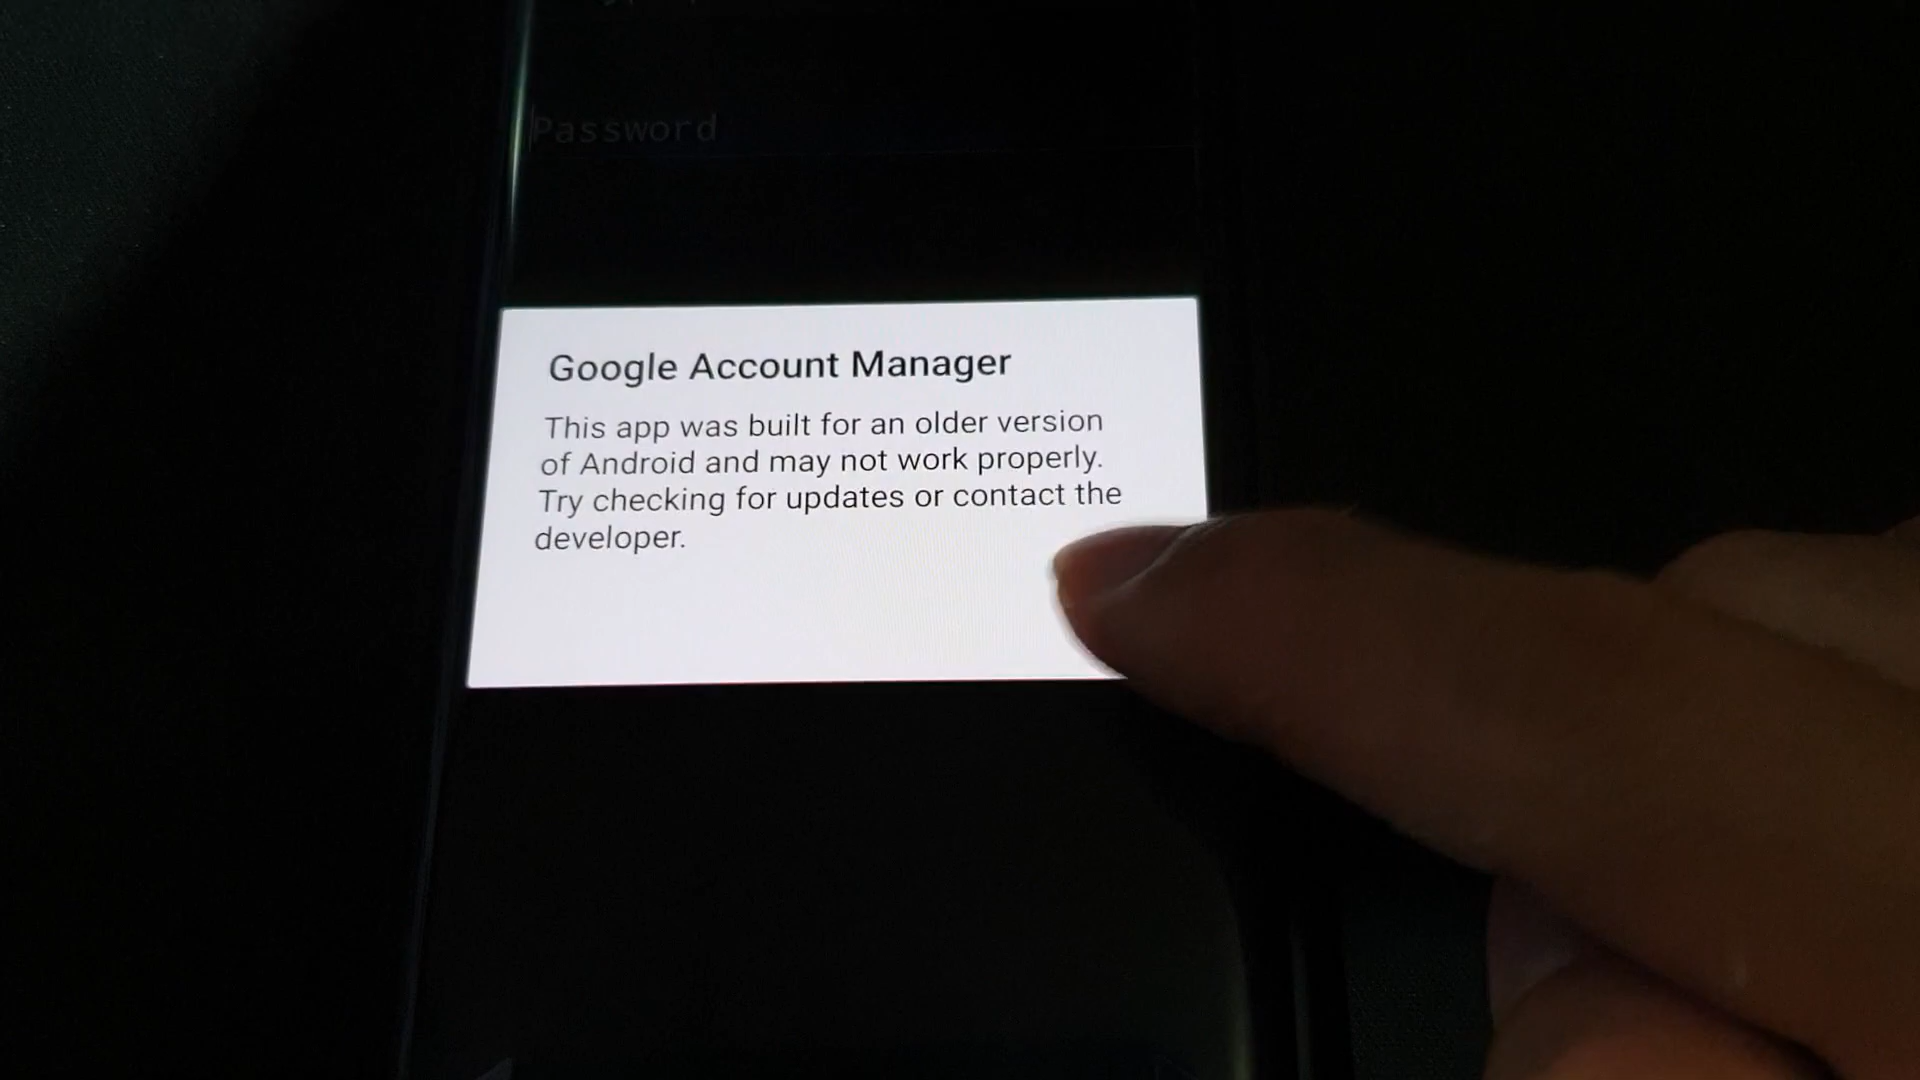 Password
Google Account Manager
This app was built for an older version
of Android and may not work properly.
Try checking for updates or contact the
developer.